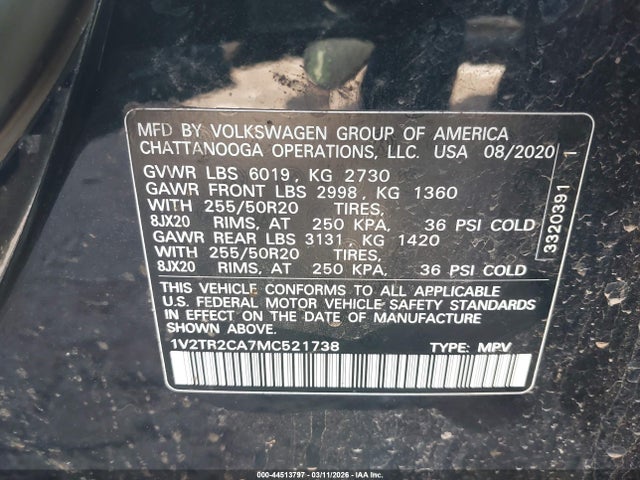 MFD BY VOLKSWAGEN GROUP OF AMERICA
CHATTANOOGA OPERATIONS, LLC. USA 08/2020
GVWR LBS 6019, KG 2730
GAWR FRONT LBS 2998, KG 1360
WITH 255/50R20 TIRES,
8JX20 RIMS, AT 250 KPA, 36 PSI COLD
GAWR REAR LBS 3131, KG 1420
WITH 255/50R20 TIRES,
8JX20 RIMS, AT 250 KPA, 36 PSI COLD
3320391 1
THIS VEHICLE CONFORMS TO ALL APPLICABLE
U.S. FEDERAL MOTOR VEHICLE SAFETY STANDARDS
IN EFFECT ON THE DATE OF MANUFACTURE
SHOWN ABOVE.
1V2TR2CA7MC521738 TYPE: MPV
000-44513797 - 03/11/2026 - IAA, Inc.